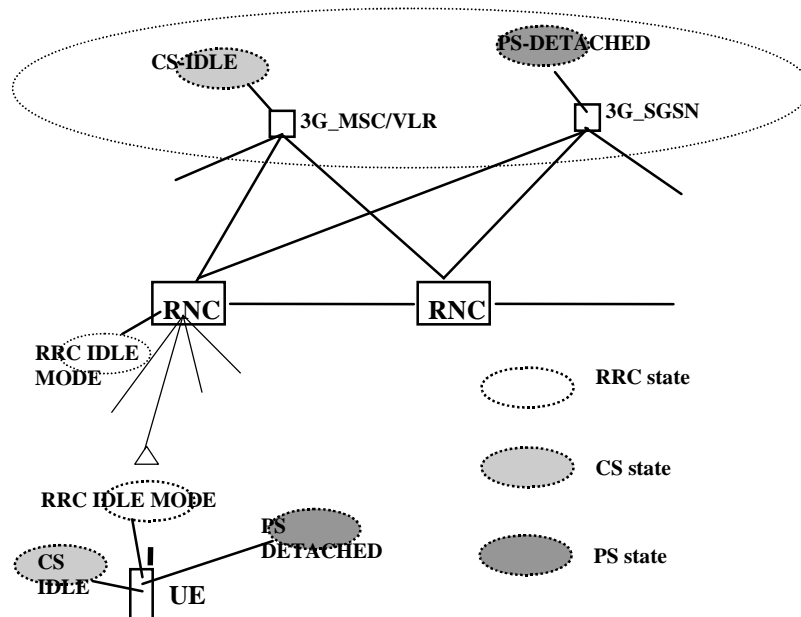 PS-DETACHED
CS-IDLE
3G_MSC/VLR
3G_SGSN
RNC
RNC
RRC IDLE
MODE
RRC state
CS state
RRC IDLE MODE
PS
DETACHED
CS
IDLE
UE
PS state